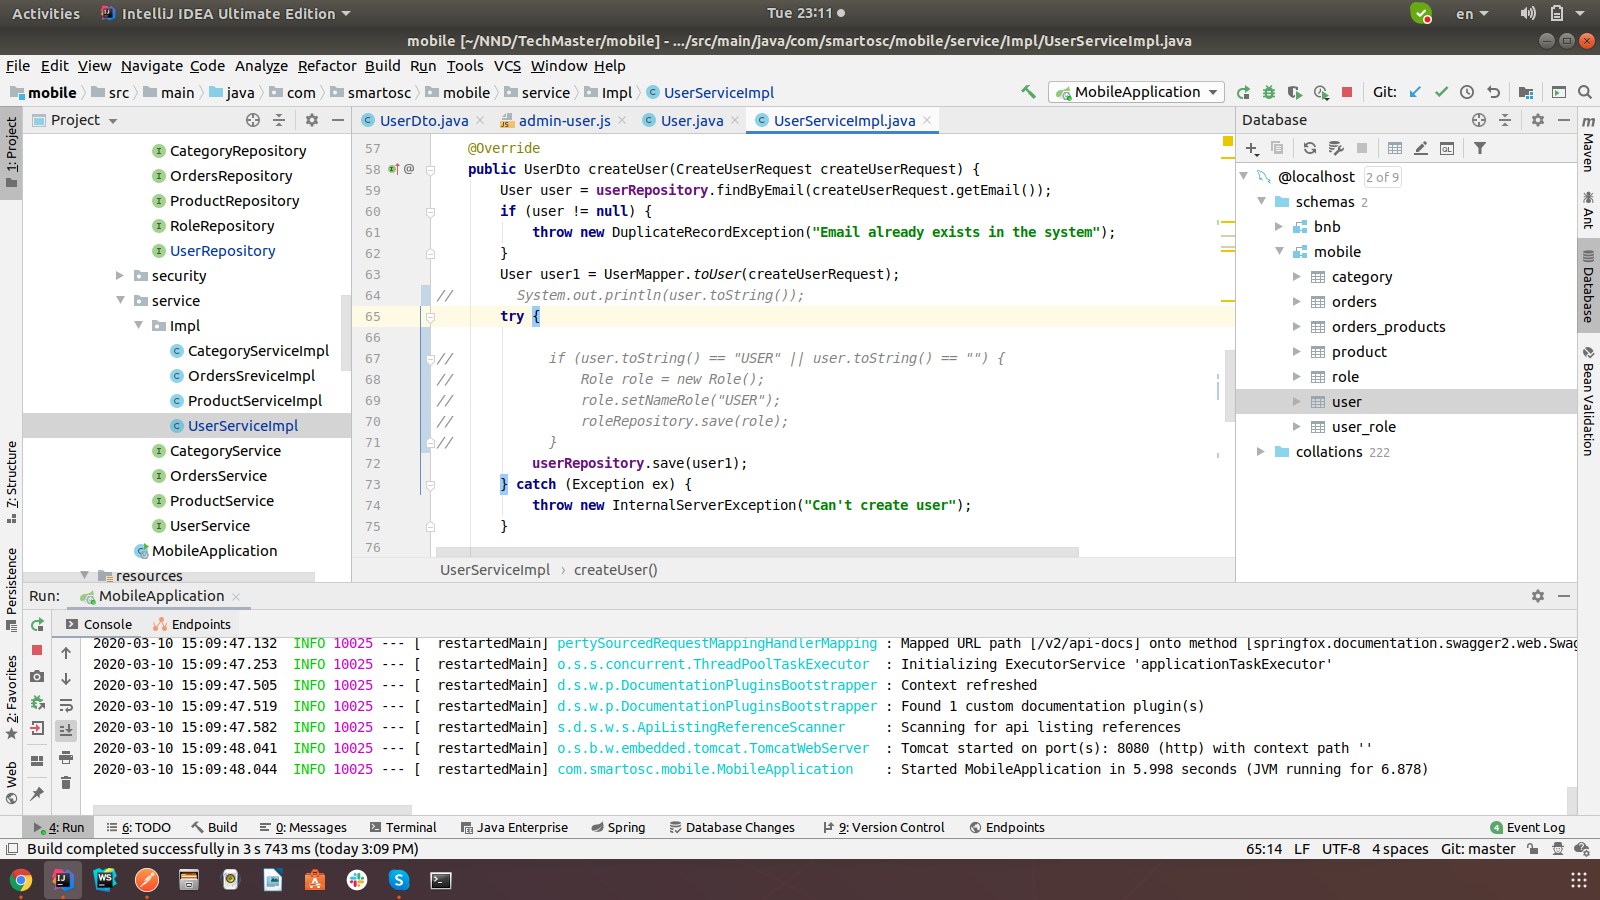 Activities IntelliJ IDEA Ultimate Edition Tue 23:11 en
mobile [~/NND/TechMaster/mobile] - .../src/main/java/com/smartosc/mobile/service/Impl/UserServiceImpl.java
File Edit View Navigate Code Analyze Refactor Build Run Tools VCS Window Help
mobile src main java com smartosc mobile service Impl UserServiceImpl MobileApplication Git:
Project UserDto.java admin-user.js User.java UserServiceImpl.java Database
1: Project
7: Structure
Persistence
2: Favorites
Web
CategoryRepository
OrdersRepository
ProductRepository
RoleRepository
UserRepository
security
service
Impl
CategoryServiceImpl
OrdersSreviceImpl
ProductServiceImpl
UserServiceImpl
CategoryService
OrdersService
ProductService
UserService
MobileApplication
resources
57 @Override
58 @ public UserDto createUser(CreateUserRequest createUserRequest) {
59 User user = userRepository.findByEmail(createUserRequest.getEmail());
60 if (user != null) {
61 throw new DuplicateRecordException("Email already exists in the system");
62 }
63 User user1 = UserMapper.toUser(createUserRequest);
64 // System.out.println(user.toString());
65 try {
66
67 // if (user.toString() == "USER" || user.toString() == "") {
68 // Role role = new Role();
69 // role.setNameRole("USER");
70 // roleRepository.save(role);
71 // }
72 userRepository.save(user1);
73 } catch (Exception ex) {
74 throw new InternalServerException("Can't create user");
75 }
76
UserServiceImpl › createUser()
@localhost 2 of 9
schemas 2
bnb
mobile
category
orders
orders_products
product
role
user
user_role
collations 222
Maven
Ant
Database
Bean Validation
Run: MobileApplication
Console Endpoints
2020-03-10 15:09:47.132 INFO 10025 --- [ restartedMain] pertySourcedRequestMappingHandlerMapping : Mapped URL path [/v2/api-docs] onto method [springfox.documentation.swagger2.web.Swag
2020-03-10 15:09:47.253 INFO 10025 --- [ restartedMain] o.s.s.concurrent.ThreadPoolTaskExecutor : Initializing ExecutorService 'applicationTaskExecutor'
2020-03-10 15:09:47.505 INFO 10025 --- [ restartedMain] d.s.w.p.DocumentationPluginsBootstrapper : Context refreshed
2020-03-10 15:09:47.519 INFO 10025 --- [ restartedMain] d.s.w.p.DocumentationPluginsBootstrapper : Found 1 custom documentation plugin(s)
2020-03-10 15:09:47.582 INFO 10025 --- [ restartedMain] s.d.s.w.s.ApiListingReferenceScanner : Scanning for api listing references
2020-03-10 15:09:48.041 INFO 10025 --- [ restartedMain] o.s.b.w.embedded.tomcat.TomcatWebServer : Tomcat started on port(s): 8080 (http) with context path ''
2020-03-10 15:09:48.044 INFO 10025 --- [ restartedMain] com.smartosc.mobile.MobileApplication : Started MobileApplication in 5.998 seconds (JVM running for 6.878)
4: Run 6: TODO Build 0: Messages Terminal Java Enterprise Spring Database Changes 9: Version Control Endpoints 4 Event Log
Build completed successfully in 3 s 743 ms (today 3:09 PM) 65:14 LF UTF-8 4 spaces Git: master